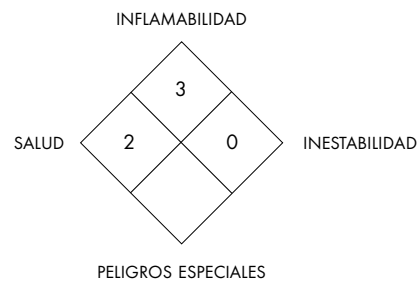 INFLAMABILIDAD
3
SALUD 2 0 INESTABILIDAD
PELIGROS ESPECIALES